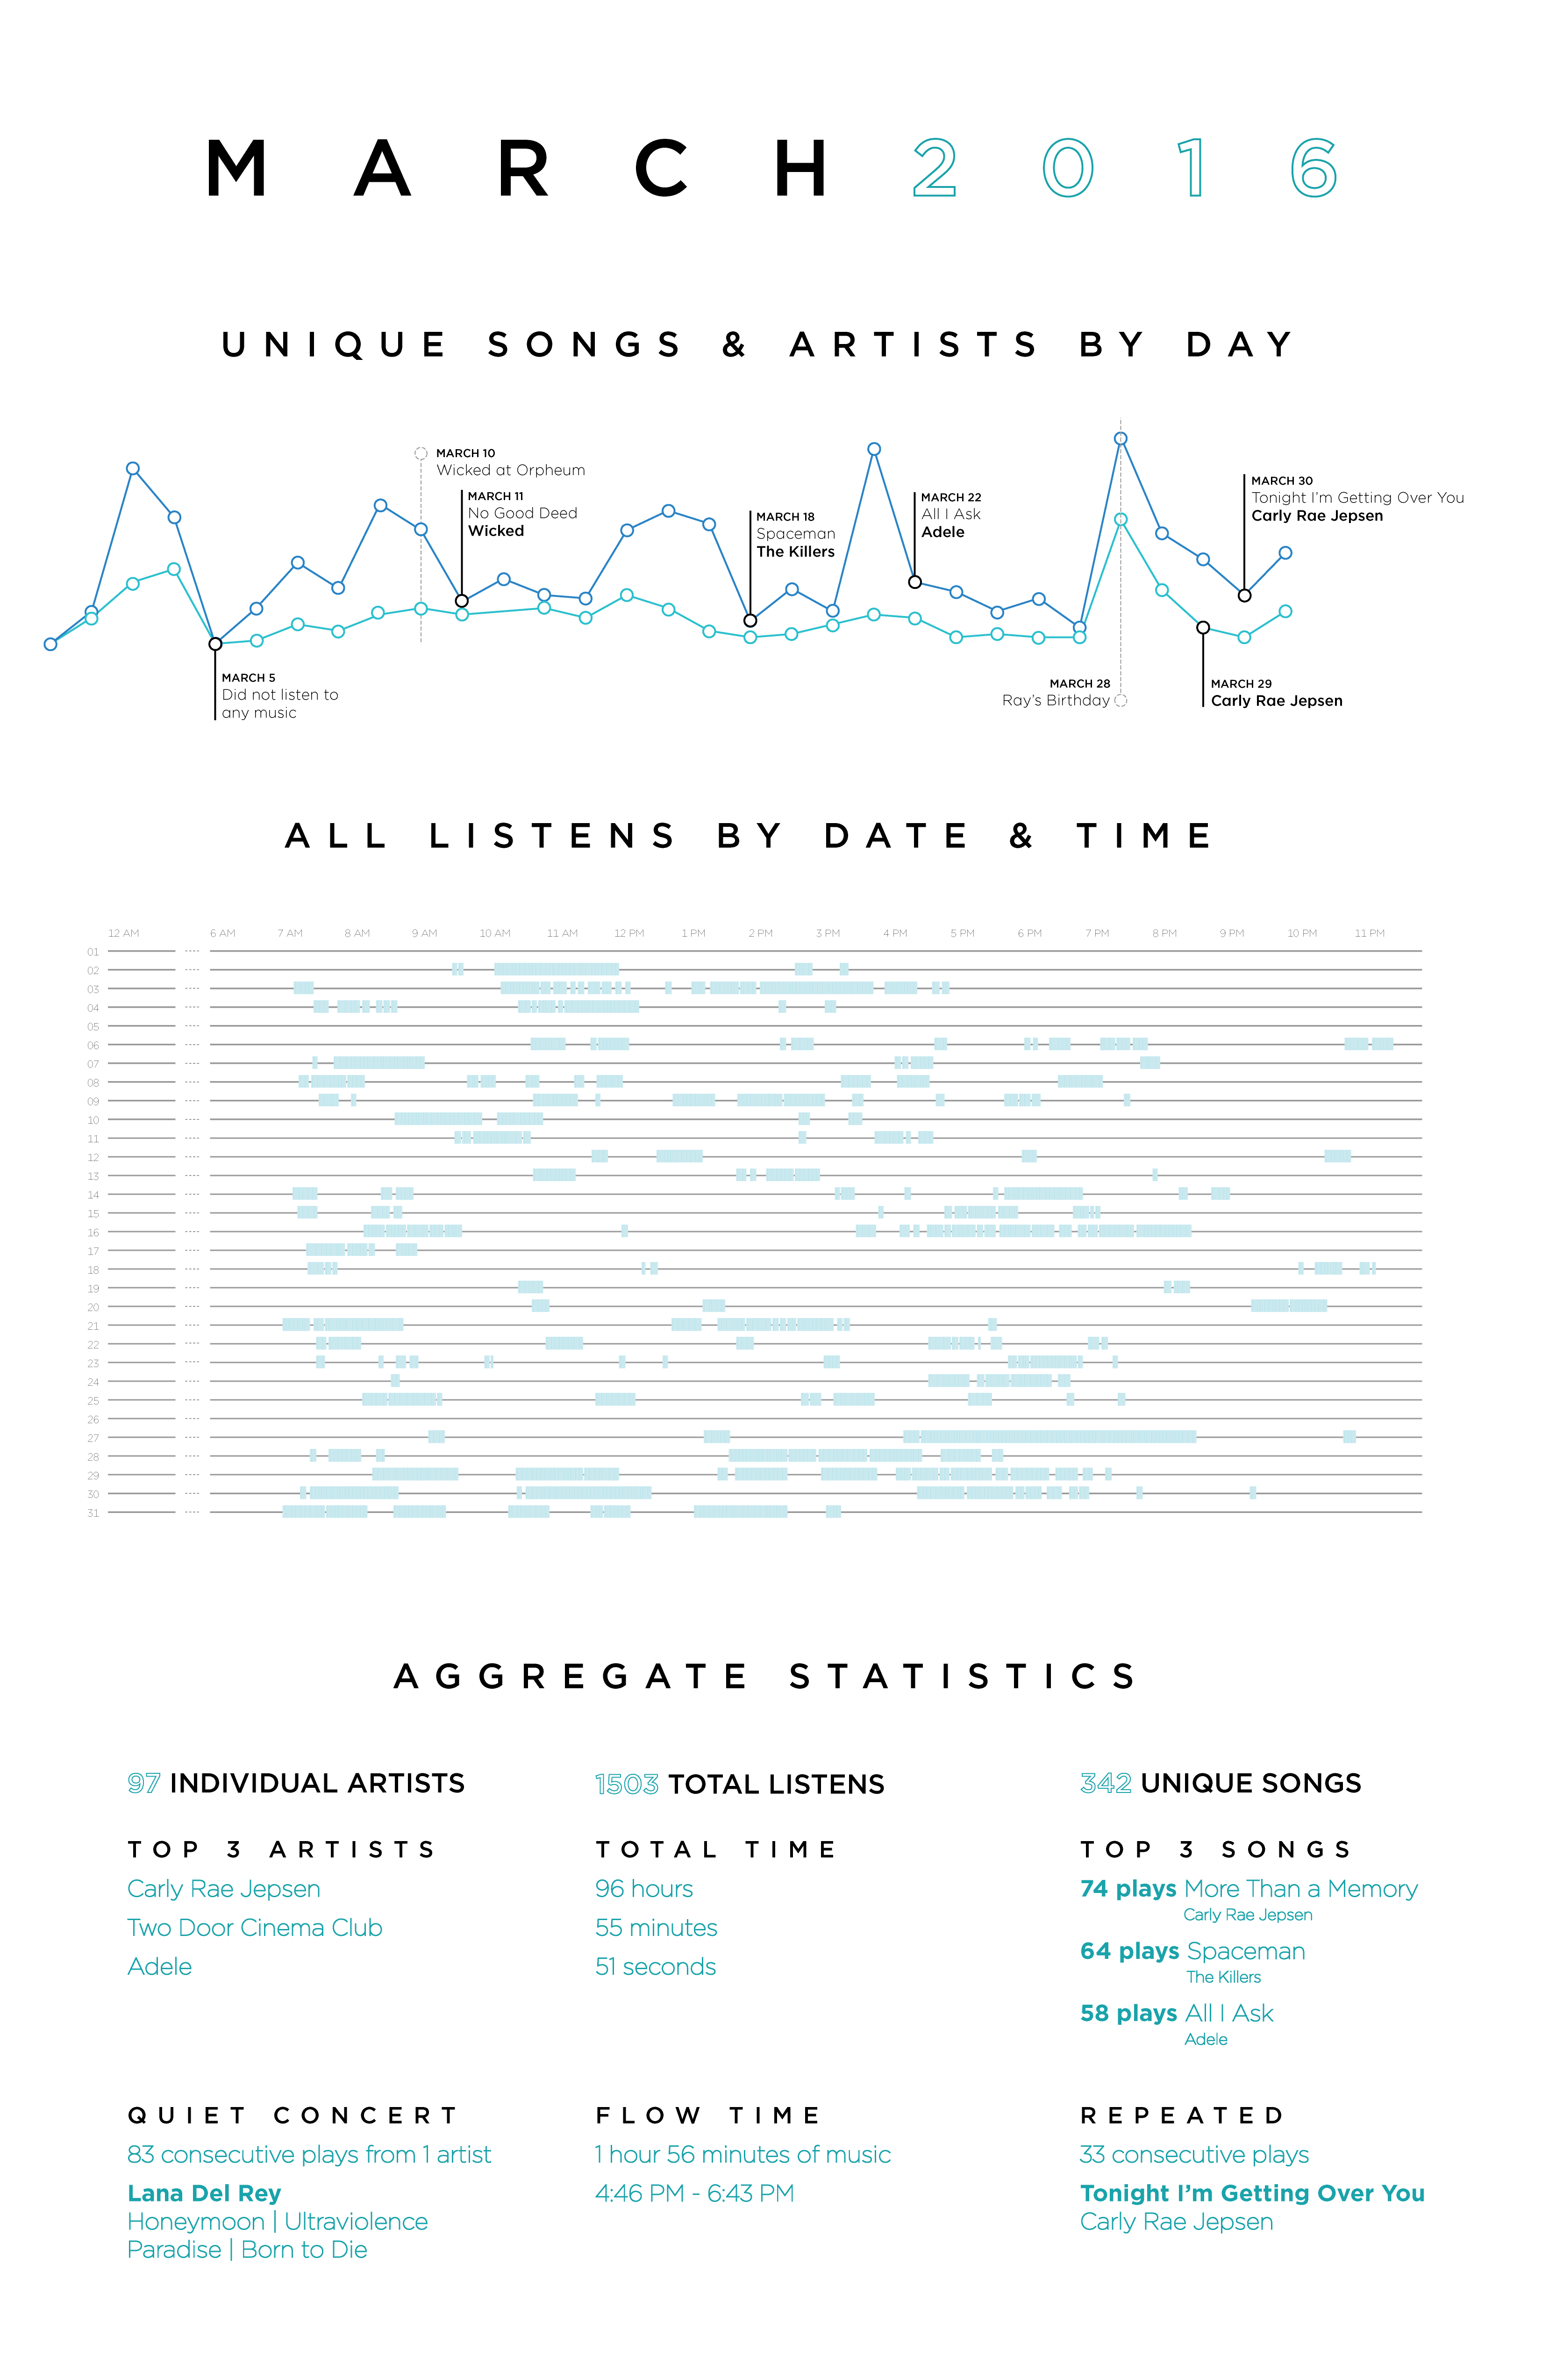 MARCH 2016
UNIQUE SONGS & ARTISTS BY DAY
MARCH 10
Wicked at Orpheum
MARCH 11
No Good Deed
Wicked
MARCH 18
Spaceman
The Killers
MARCH 22
All I Ask
Adele
MARCH 30
Tonight I'm Getting Over You
Carly Rae Jepsen
MARCH 5
Did not listen to
any music
MARCH 28
Ray's Birthday
MARCH 29
Carly Rae Jepsen
ALL LISTENS BY DATE & TIME
12 AM 6 AM 7 AM 8 AM 9 AM 10 AM 11 AM 12 PM 1 PM 2 PM 3 PM 4 PM 5 PM 6 PM 7 PM 8 PM 9 PM 10 PM 11 PM
01
02
03
04
05
06
07
08
09
10
11
12
13
14
15
16
17
18
19
20
21
22
23
24
25
26
27
28
29
30
31
AGGREGATE STATISTICS
97 INDIVIDUAL ARTISTS
TOP 3 ARTISTS
Carly Rae Jepsen
Two Door Cinema Club
Adele
1503 TOTAL LISTENS
TOTAL TIME
96 hours
55 minutes
51 seconds
342 UNIQUE SONGS
TOP 3 SONGS
74 plays More Than a Memory
Carly Rae Jepsen
64 plays Spaceman
The Killers
58 plays All I Ask
Adele
QUIET CONCERT
83 consecutive plays from 1 artist
Lana Del Rey
Honeymoon | Ultraviolence
Paradise | Born to Die
FLOW TIME
1 hour 56 minutes of music
4:46 PM - 6:43 PM
REPEATED
33 consecutive plays
Tonight I'm Getting Over You
Carly Rae Jepsen